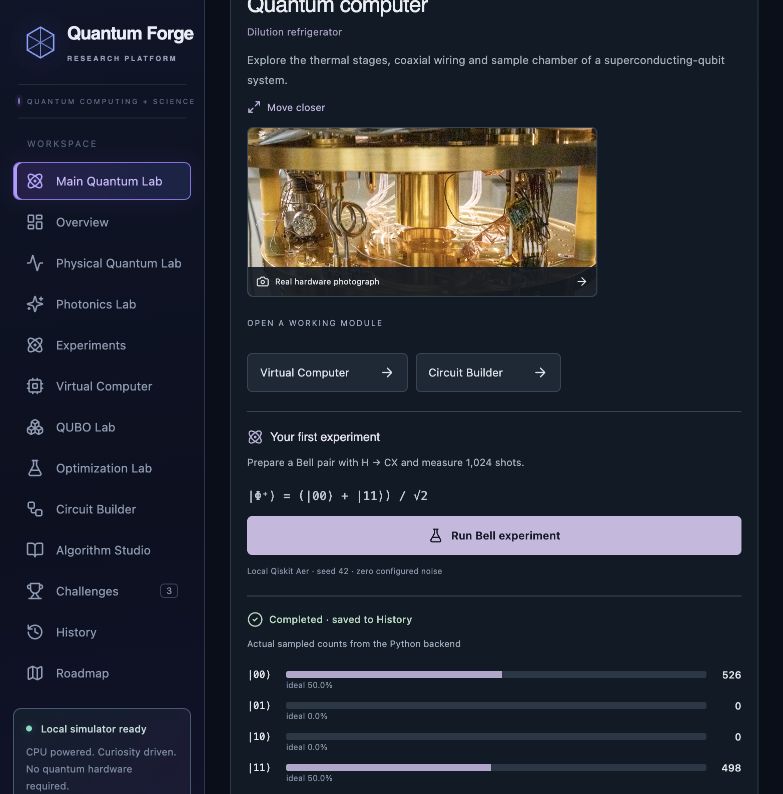 Quantum Forge
RESEARCH PLATFORM
QUANTUM COMPUTING + SCIENCE
WORKSPACE
Main Quantum Lab
Overview
Physical Quantum Lab
Photonics Lab
Experiments
Virtual Computer
QUBO Lab
Optimization Lab
Circuit Builder
Algorithm Studio
Challenges 3
History
Roadmap
Local simulator ready
CPU powered. Curiosity driven.
No quantum hardware
required.
Quantum computer
Dilution refrigerator
Explore the thermal stages, coaxial wiring and sample chamber of a superconducting-qubit
system.
Move closer
Real hardware photograph
OPEN A WORKING MODULE
Virtual Computer → Circuit Builder →
Your first experiment
Prepare a Bell pair with H → CX and measure 1,024 shots.
|Φ⁺⟩ = (|00⟩ + |11⟩) / √2
Run Bell experiment
Local Qiskit Aer · seed 42 · zero configured noise
Completed · saved to History
Actual sampled counts from the Python backend
|00⟩ 526
ideal 50.0%
|01⟩ 0
ideal 0.0%
|10⟩ 0
ideal 0.0%
|11⟩ 498
ideal 50.0%